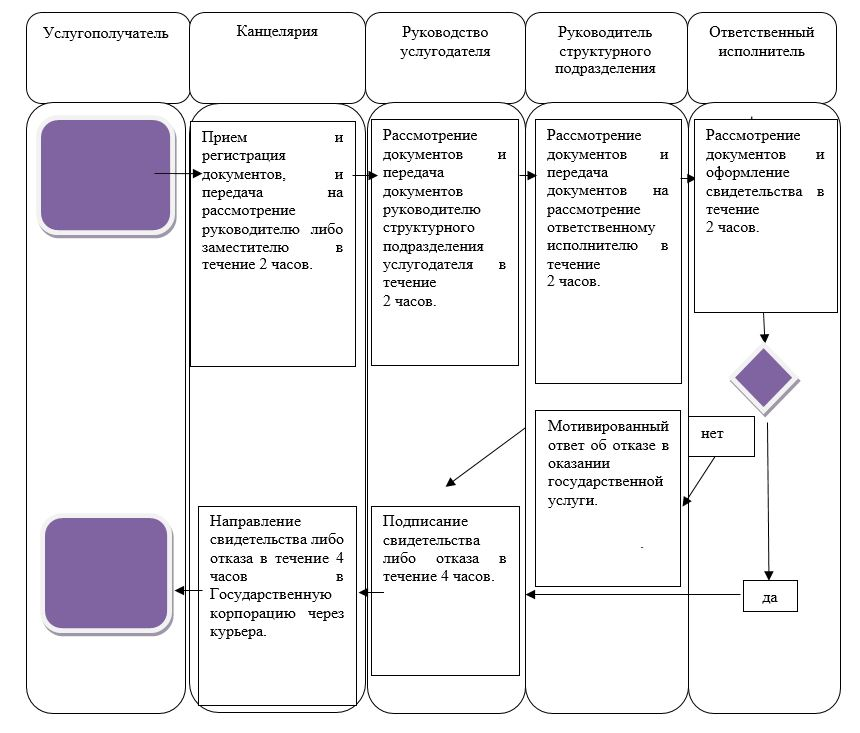 Услугополучатель
Канцелярия
Руководство
услугодателя
Руководитель
структурного
подразделения
Ответственный
исполнитель
Прием и
регистрация
документов, и
передача на
рассмотрение
руководителю либо
заместителю в
течение 2 часов.
Рассмотрение
документов и
передача
документов
руководителю
структурного
подразделения
услугодателя в
течение
2 часов.
Рассмотрение
документов и
передача
документов на
рассмотрение
ответственному
исполнителю в
течение
2 часов.
Рассмотрение
документов и
оформление
свидетельства в
течение
2 часов.
Мотивированный
ответ об отказе в
оказании
государственной
услуги.
.
нет
Направление
свидетельства либо
отказа в течение 4
часов в
Государственную
корпорацию через
курьера.
Подписание
свидетельства
либо отказа в
течение 4 часов.
да